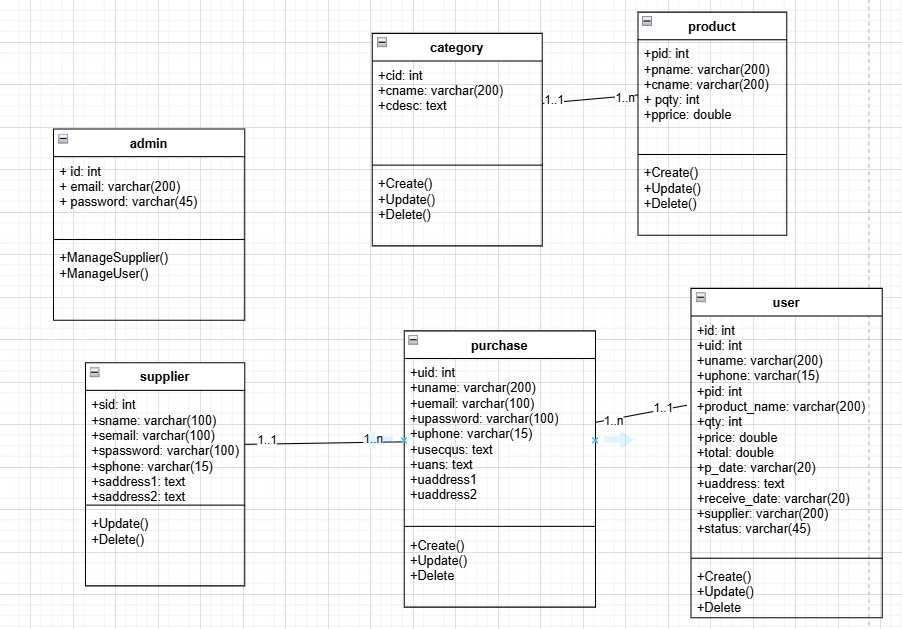 product
+pid: int
+pname: varchar(200)
+cname: varchar(200)
+ pqty: int
+pprice: double
+Create()
+Update()
+Delete()
category
+cid: int
+cname: varchar(200)
+cdesc: text
+Create()
+Update()
+Delete()
1..1
1..n
admin
+ id: int
+ email: varchar(200)
+ password: varchar(45)
+ManageSupplier()
+ManageUser()
user
+id: int
+uid: int
+uname: varchar(200)
+uphone: varchar(15)
+pid: int
+product_name: varchar(200)
+qty: int
+price: double
+total: double
+p_date: varchar(20)
+uaddress: text
+receive_date: varchar(20)
+supplier: varchar(200)
+status: varchar(45)
+Create()
+Update()
+Delete
purchase
+uid: int
+uname: varchar(200)
+uemail: varchar(100)
+upassword: varchar(100)
+uphone: varchar(15)
+usecqus: text
+uans: text
+uaddress1
+uaddress2
+Create()
+Update()
+Delete
1..n
1..1
supplier
+sid: int
+sname: varchar(100)
+semail: varchar(100)
+spassword: varchar(100)
+sphone: varchar(15)
+saddress1: text
+saddress2: text
+Update()
+Delete()
1..1
1..n